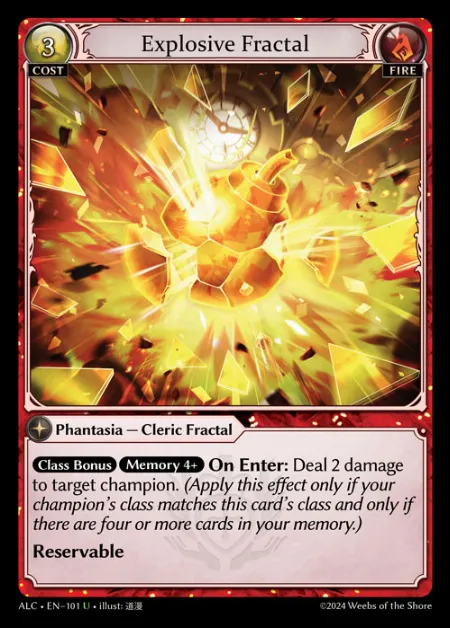 3
Explosive Fractal
COST
FIRE
Phantasia — Cleric Fractal
Class Bonus Memory 4+ On Enter: Deal 2 damage
to target champion. (Apply this effect only if your
champion's class matches this card's class and only if
there are four or more cards in your memory.)
Reservable
ALC • EN–101 U • illust: 道漫
©2024 Weebs of the Shore